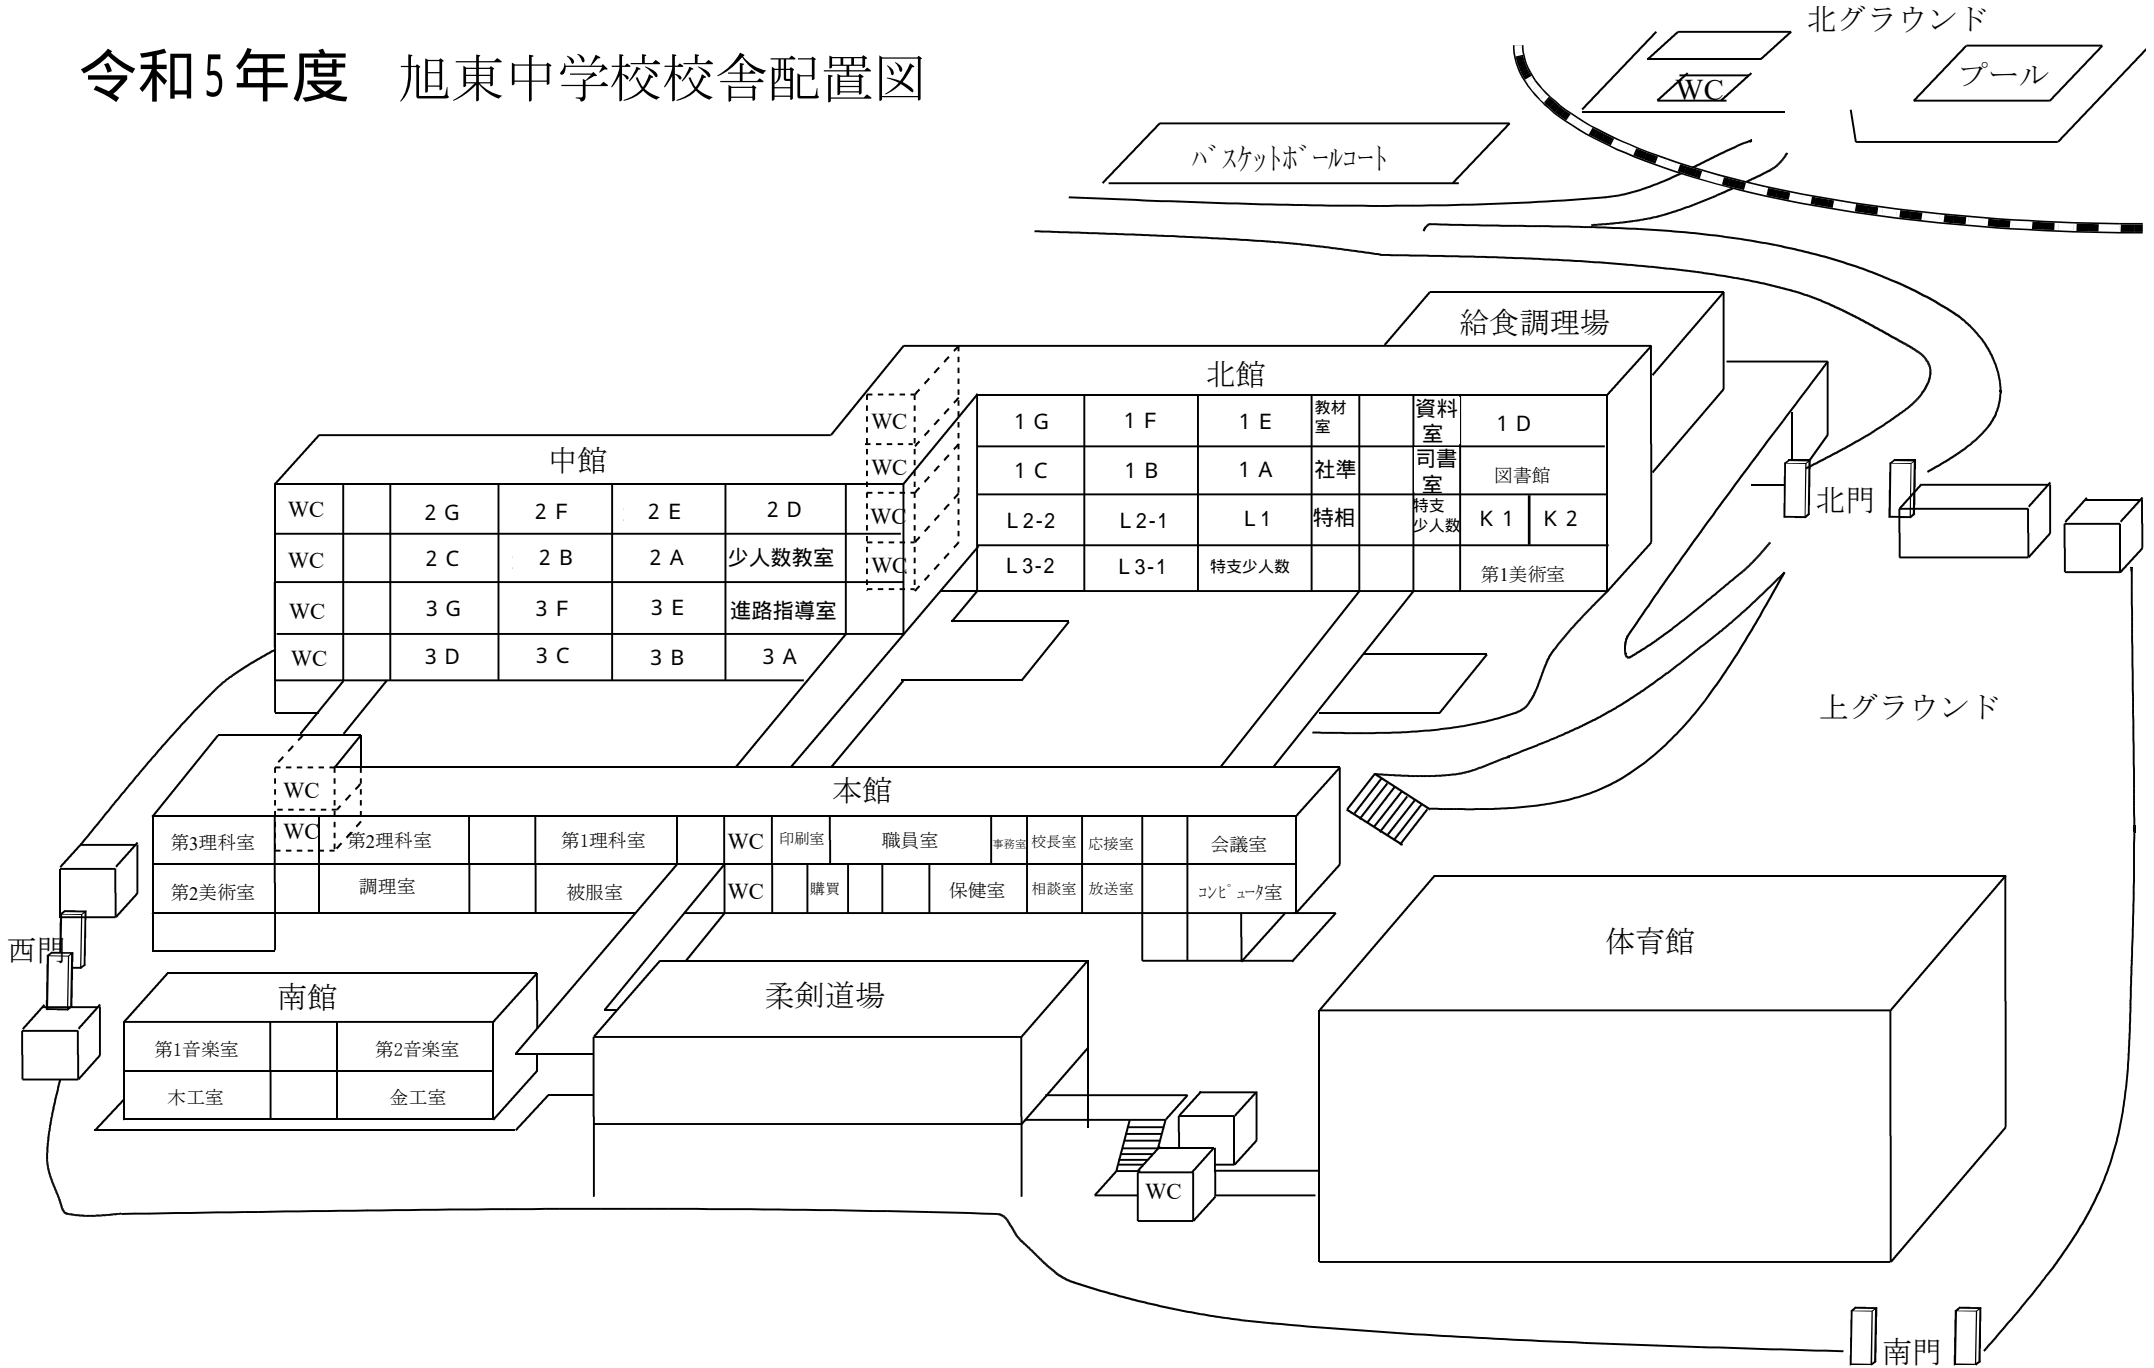 北グラウンド
令和5年度 旭東中学校校舎配置図
プール
WC
バスケットボールコート
給食調理場
北館
WC 1G 1F 1E 教材室 資料室 1D
WC 1C 1B 1A 社準 司書室 図書館
WC L2-2 L2-1 L1 特相 特支少人数 K1 K2
WC L3-2 L3-1 特支少人数 第1美術室
中館
WC 2G 2F 2E 2D
WC 2C 2B 2A 少人数教室
WC 3G 3F 3E 進路指導室
WC 3D 3C 3B 3A
北門
上グラウンド
本館
WC
WC
第3理科室 第2理科室 第1理科室 WC 印刷室 職員室 事務室 校長室 応接室 会議室
第2美術室 調理室 被服室 WC 購買 保健室 相談室 放送室 コンピュータ室
西門
南館
第1音楽室 第2音楽室
木工室 金工室
柔剣道場
体育館
WC
南門